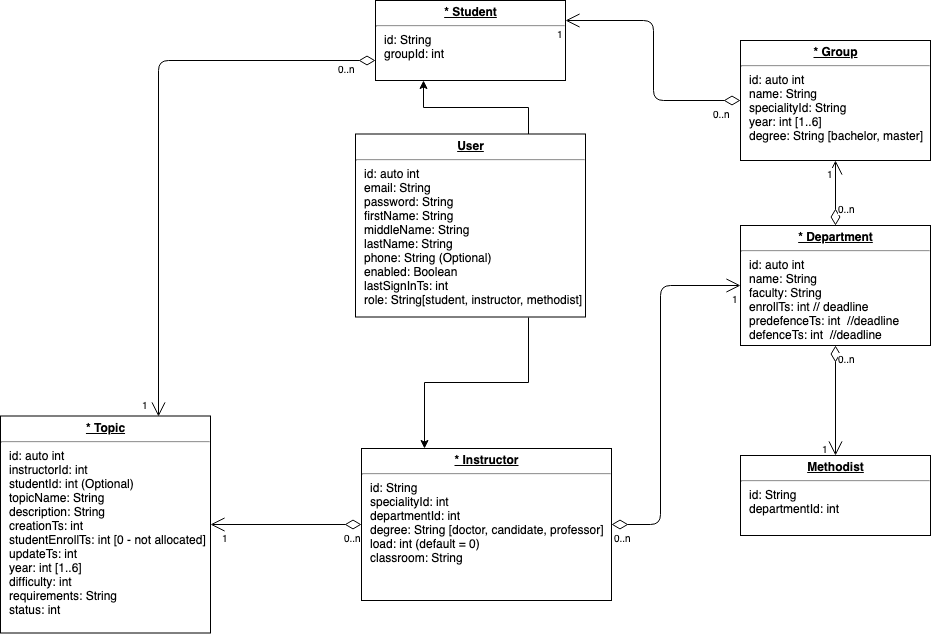 * Student
id: String
groupId: int
1
0..n
* Group
id: auto int
name: String
specialityId: String
year: int [1..6]
degree: String [bachelor, master]
0..n
1
0..n
User
id: auto int
email: String
password: String
firstName: String
middleName: String
lastName: String
phone: String (Optional)
enabled: Boolean
lastSignInTs: int
role: String[student, instructor, methodist]
* Department
id: auto int
name: String
faculty: String
enrollTs: int // deadline
predefenceTs: int //deadline
defenceTs: int //deadline
1
0..n
1
1
* Topic
id: auto int
instructorId: int
studentId: int (Optional)
topicName: String
description: String
creationTs: int
studentEnrollTs: int [0 - not allocated]
updateTs: int
year: int [1..6]
difficulty: int
requirements: String
status: int
1
* Instructor
id: String
specialityId: int
departmentId: int
degree: String [doctor, candidate, professor]
load: int (default = 0)
classroom: String
0..n
0..n
Methodist
id: String
departmentId: int